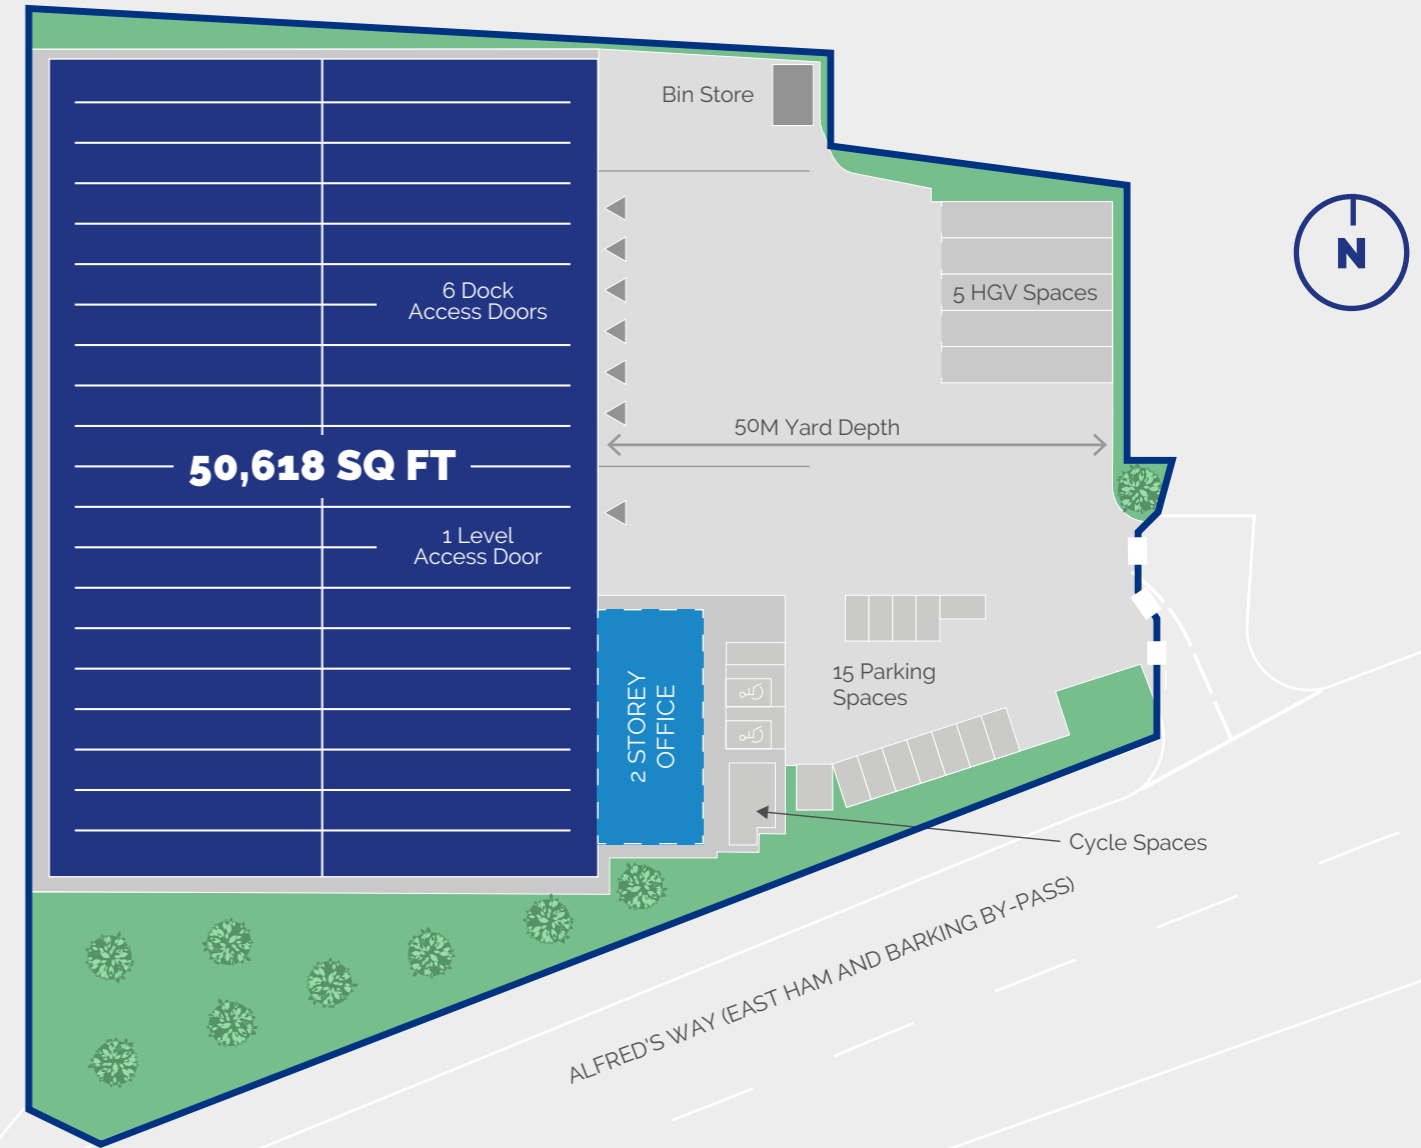 Bin Store
N
6 Dock
Access Doors
5 HGV Spaces
50M Yard Depth
50,618 SQ FT
1 Level
Access Door
2 STOREY
OFFICE
15 Parking
Spaces
Cycle Spaces
ALFRED'S WAY (EAST HAM AND BARKING BY-PASS)